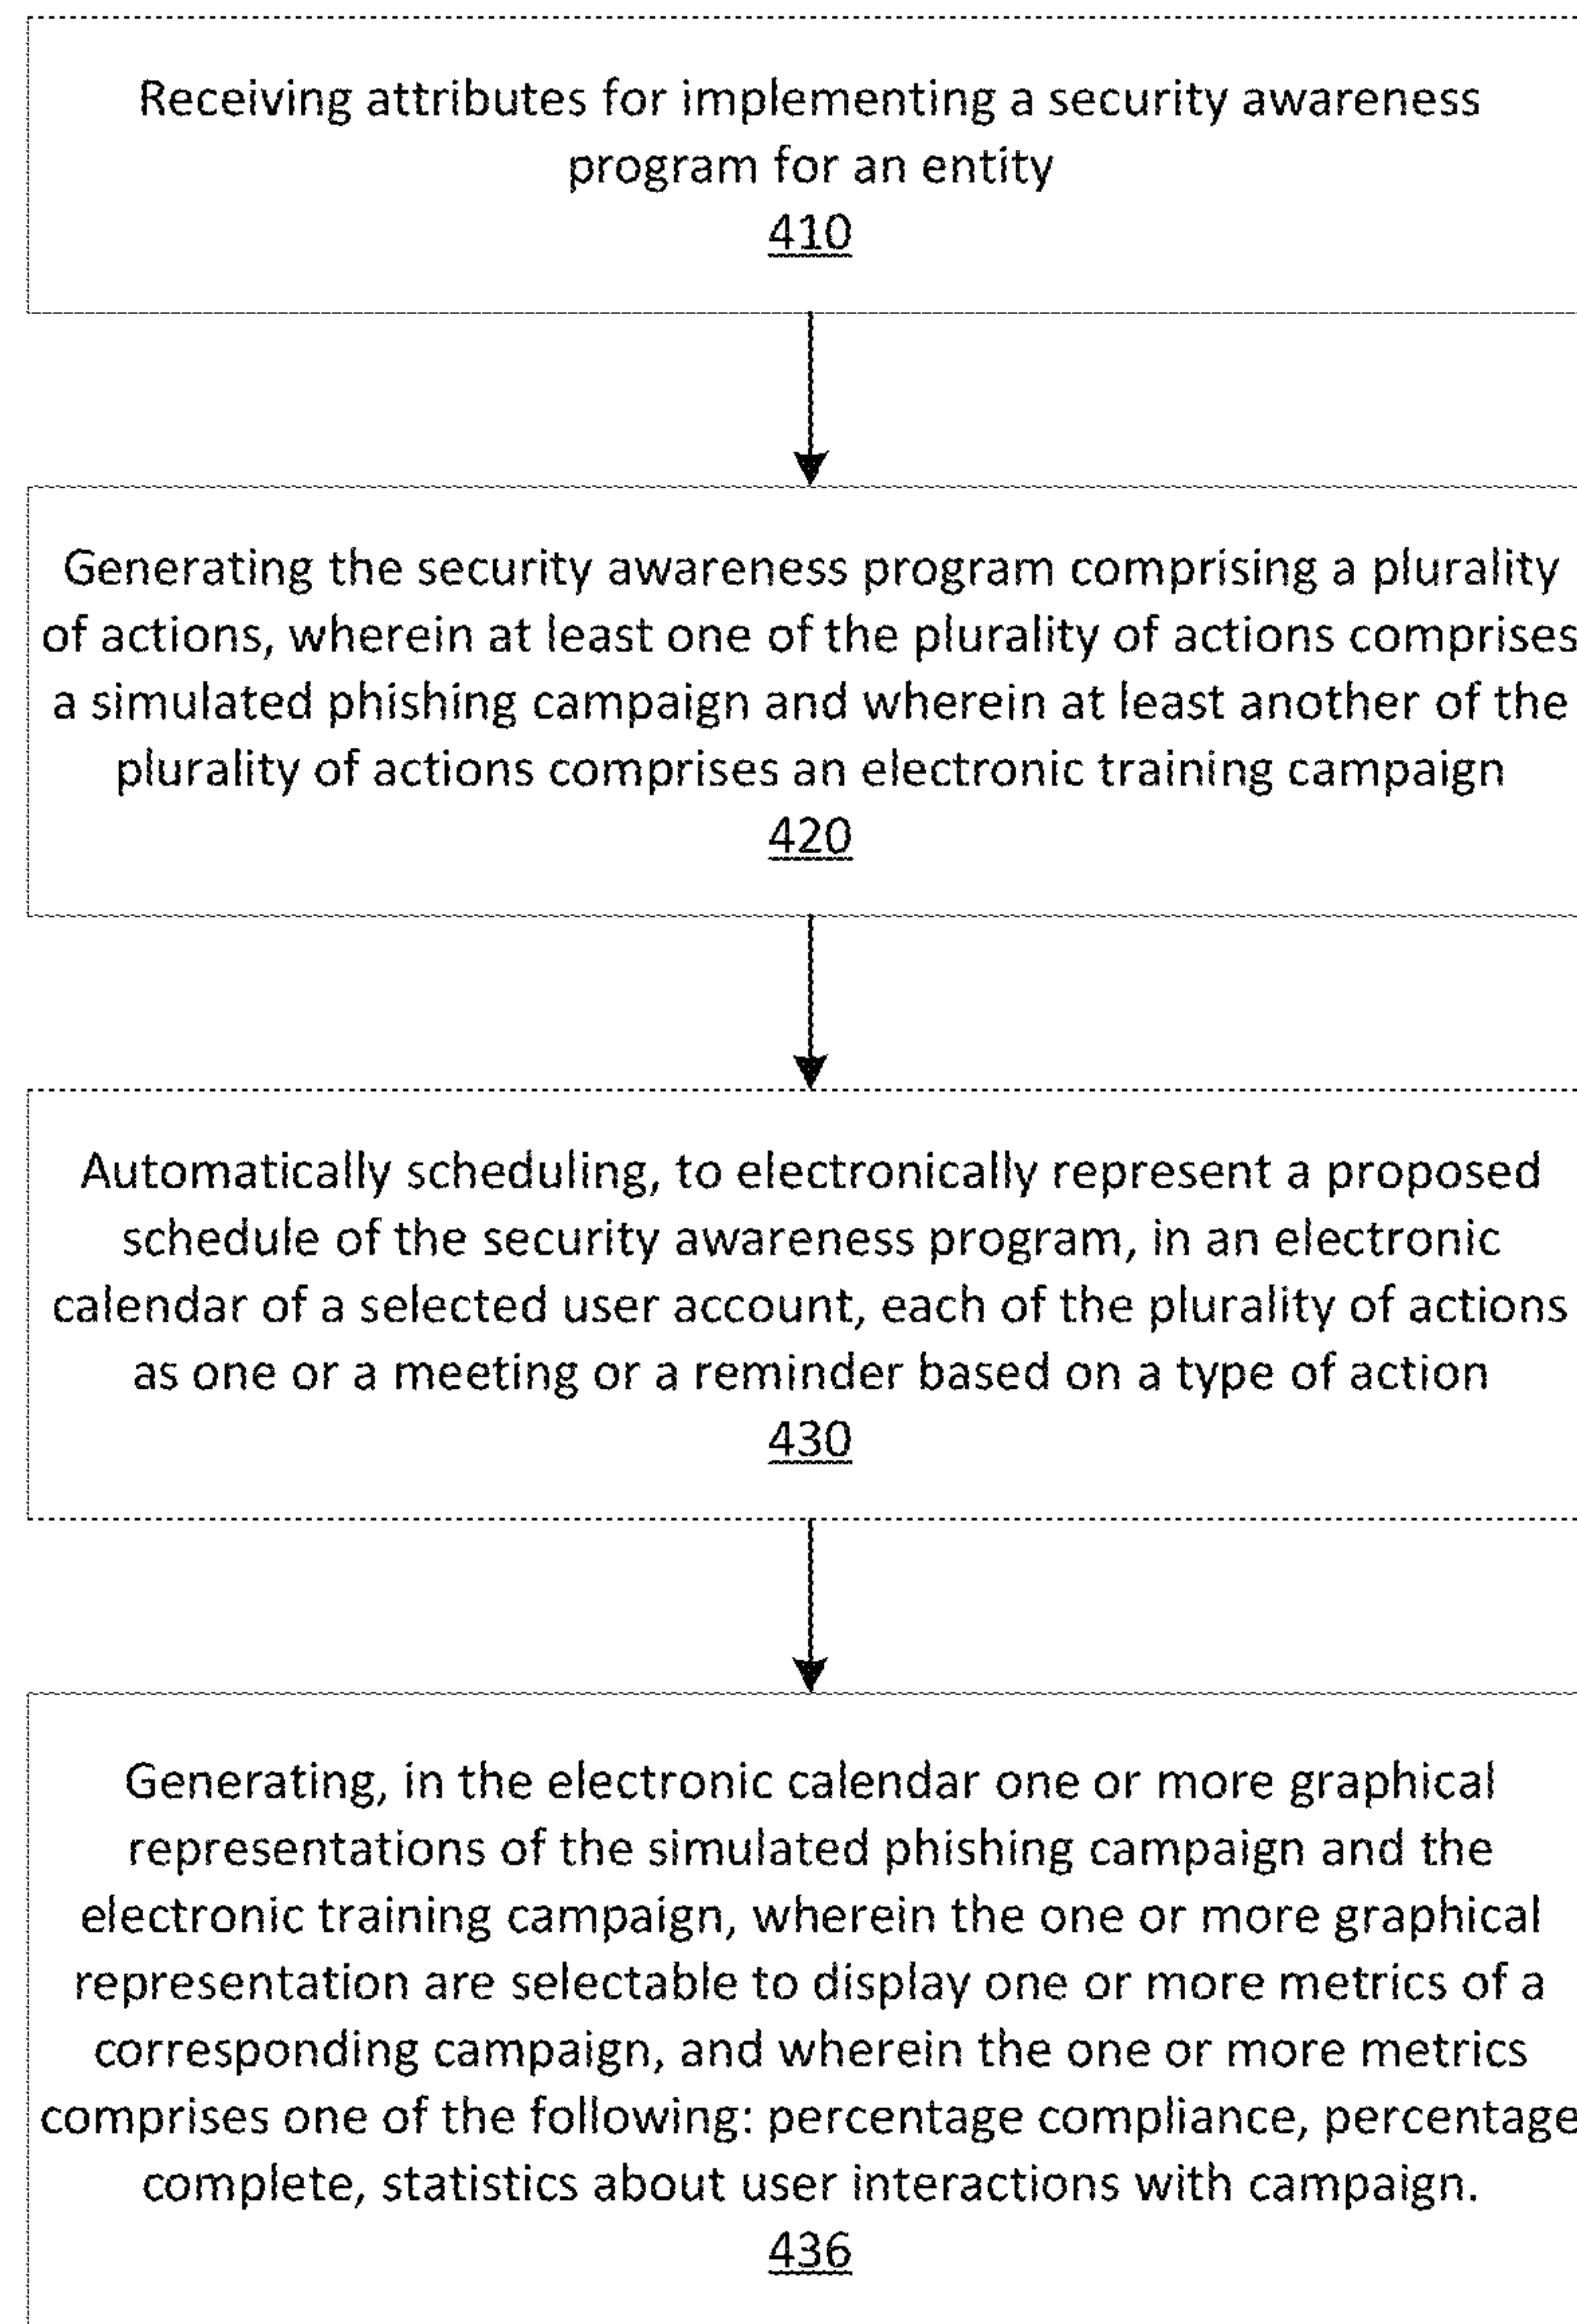 Receiving attributes for implementing a security awareness
program for an entity
410
Generating the security awareness program comprising a plurality
of actions, wherein at least one of the plurality of actions comprises
a simulated phishing campaign and wherein at least another of the
plurality of actions comprises an electronic training campaign
420
Automatically scheduling, to electronically represent a proposed
schedule of the security awareness program, in an electronic
calendar of a selected user account, each of the plurality of actions
as one or a meeting or a reminder based on a type of action
430
Generating, in the electronic calendar one or more graphical
representations of the simulated phishing campaign and the
electronic training campaign, wherein the one or more graphical
representation are selectable to display one or more metrics of a
corresponding campaign, and wherein the one or more metrics
comprises one of the following: percentage compliance, percentage
complete, statistics about user interactions with campaign.
436